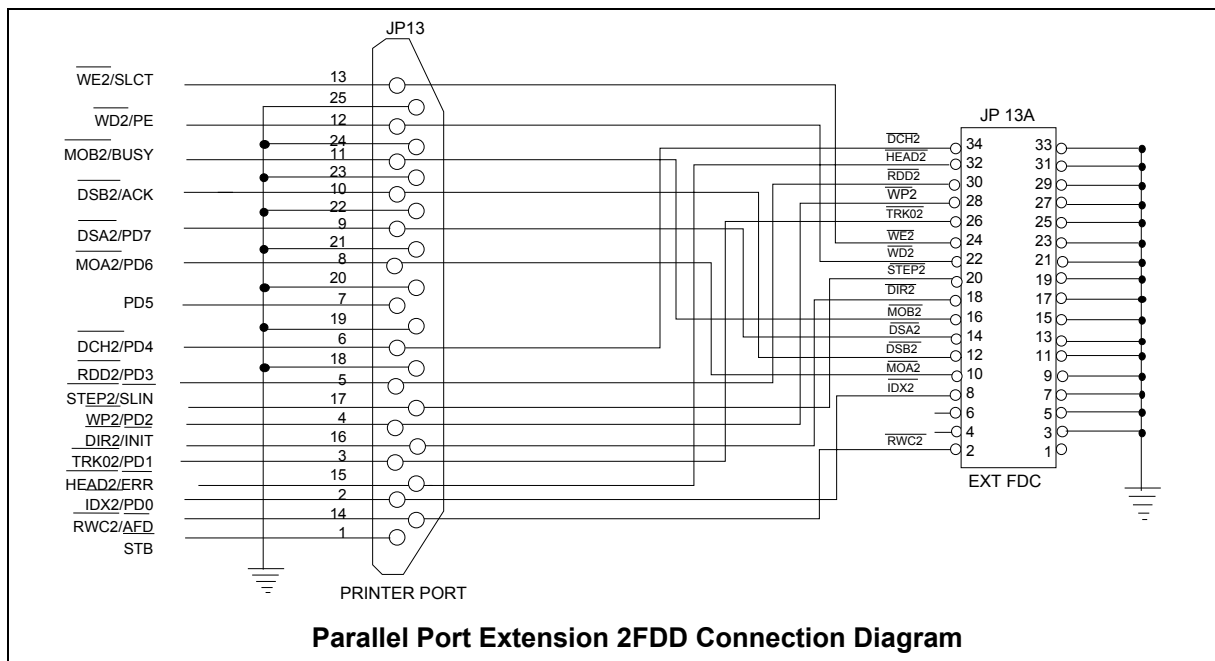 JP13
WE2/SLCT 13
25
WD2/PE 12
24
MOB2/BUSY 11
23
DSB2/ACK 10
22
DSA2/PD7 9
21
MOA2/PD6 8
20
PD5 7
19
DCH2/PD4 6
18
RDD2/PD3 5
STEP2/SLIN 17
WP2/PD2 4
DIR2/INIT 16
TRK02/PD1 3
HEAD2/ERR 15
IDX2/PD0 2
RWC2/AFD 14
STB 1
PRINTER PORT
JP 13A
DCH2 34 33
HEAD2 32 31
RDD2 30 29
WP2 28 27
TRK02 26 25
WE2 24 23
WD2 22 21
STEP2 20 19
DIR2 18 17
MOB2 16 15
DSA2 14 13
DSB2 12 11
MOA2 10 9
IDX2 8 7
6 5
4 3
RWC2 2 1
EXT FDC
Parallel Port Extension 2FDD Connection Diagram